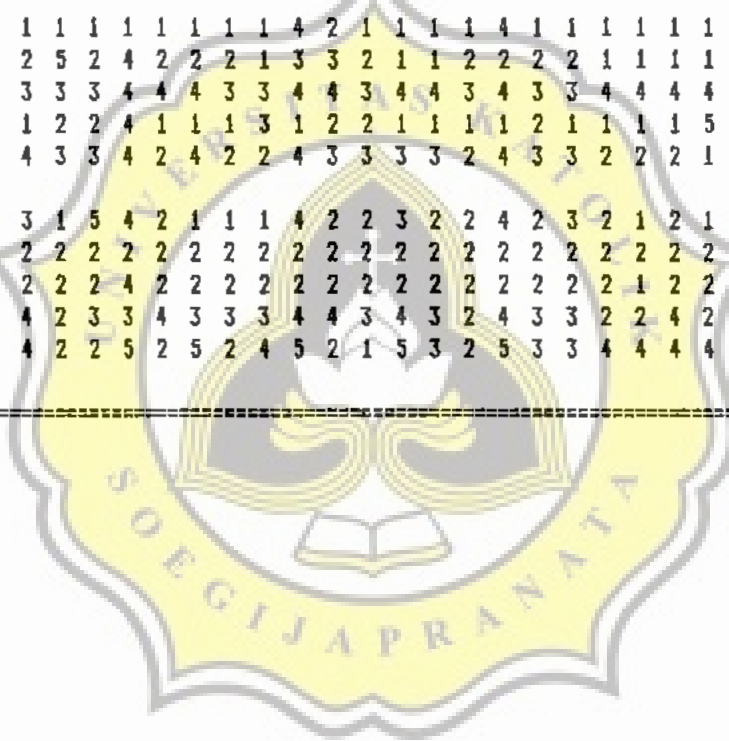 1 1 1 1 1 1 1 1 4 2 1 1 1 1 4 1 1 1 1 1 1
2 5 2 4 2 2 2 1 3 3 2 1 1 2 2 2 2 1 1 1 1
3 3 3 4 4 4 3 3 4 4 3 4 4 3 4 3 3 4 4 4 4
1 2 2 4 1 1 1 3 1 2 2 1 1 1 1 2 1 1 1 1 5
4 3 3 4 2 4 2 2 4 3 3 3 3 2 4 3 3 2 2 2 1
3 1 5 4 2 1 1 1 4 2 2 3 2 2 4 2 3 2 1 2 1
2 2 2 2 2 2 2 2 2 2 2 2 2 2 2 2 2 2 2 2 2
2 2 2 4 2 2 2 2 2 2 2 2 2 2 2 2 2 2 1 2 2
4 2 3 3 4 3 3 3 4 4 3 4 3 2 4 3 3 2 2 4 2
4 2 2 5 2 5 2 4 5 2 1 5 3 2 5 3 3 4 4 4 4
UNIVERSITAS KATOLIK
SOEGIJAPRANATA